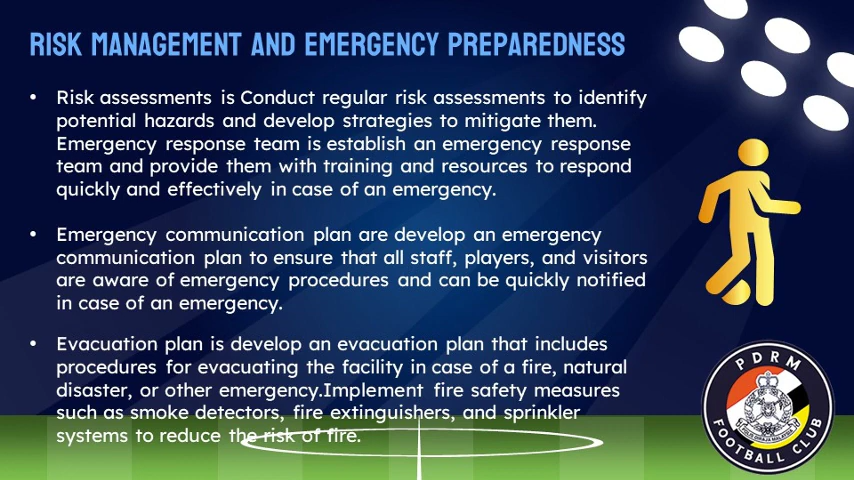 RISK MANAGEMENT AND EMERGENCY PREPAREDNESS
• Risk assessments is Conduct regular risk assessments to identify
potential hazards and develop strategies to mitigate them.
Emergency response team is establish an emergency response
team and provide them with training and resources to respond
quickly and effectively in case of an emergency.
• Emergency communication plan are develop an emergency
communication plan to ensure that all staff, players, and visitors
are aware of emergency procedures and can be quickly notified
in case of an emergency.
• Evacuation plan is develop an evacuation plan that includes
procedures for evacuating the facility in case of a fire, natural
disaster, or other emergency.Implement fire safety measures
such as smoke detectors, fire extinguishers, and sprinkler
systems to reduce the risk of fire.
PDRM
FOOTBALL CLUB